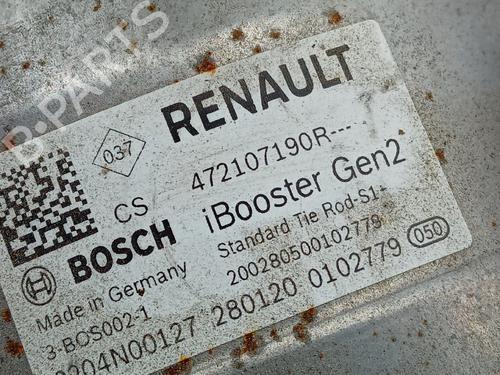 B-PARTS
RENAULT
037
472107190R---
CS
iBooster Gen2
BOSCH
Standard Tie Rod-S1+
200280500102779
050
Made in Germany
3-BOS002-1
0204N00127 280120 0102779